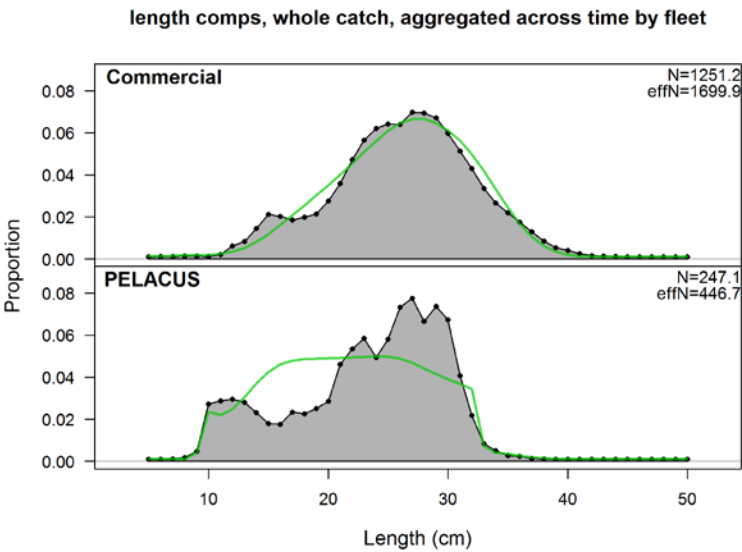 length comps, whole catch, aggregated across time by fleet
Commercial
N=1251.2
effN=1699.9
0.08
0.06
0.04
0.02
0.00
PELACUS
N=247.1
effN=446.7
0.08
0.06
0.04
0.02
0.00
Proportion
10 20 30 40 50
Length (cm)